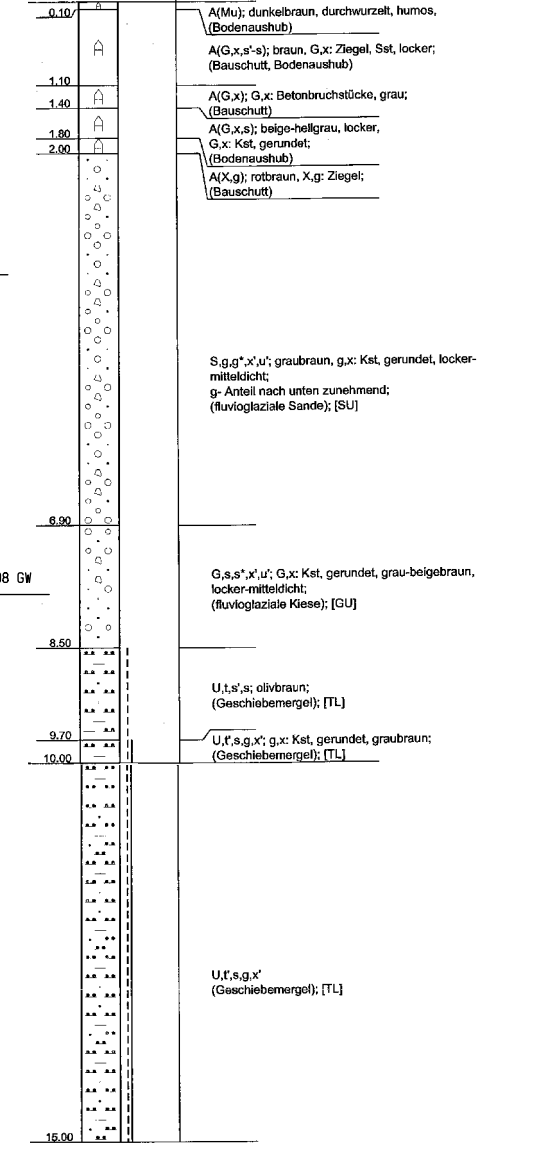 0.10
A
A(Mu); dunkelbraun, durchwurzelt, humos,
(Bodenaushub)
A
A(G,x,s'-s); braun, G,x: Ziegel, Sst, locker;
(Bauschutt, Bodenaushub)
1.10
A
A(G,x); G,x: Betonbruchstücke, grau;
(Bauschutt)
1.40
A
A(G,x,s); beige-hellgrau, locker,
G,x: Kst, gerundet;
(Bodenaushub)
1.80
A
A(X,g); rotbraun, X,g: Ziegel;
(Bauschutt)
2.00
S,g,g*,x',u'; graubraun, g,x: Kst, gerundet, locker-
mitteldicht;
g- Anteil nach unten zunehmend;
(fluvioglaziale Sande); [SU]
6.90
8 GW
G,s,s*,x',u'; G,x: Kst, gerundet, grau-beigebraun,
locker-mitteldicht;
(fluvioglaziale Kiese); [GU]
8.50
U,t,s',s; olivbraun;
(Geschiebemergel); [TL]
9.70
U,t',s,g,x'; g,x: Kst, gerundet, graubraun;
(Geschiebemergel); [TL]
10.00
U,t',s,g,x'
(Geschiebemergel); [TL]
15.00